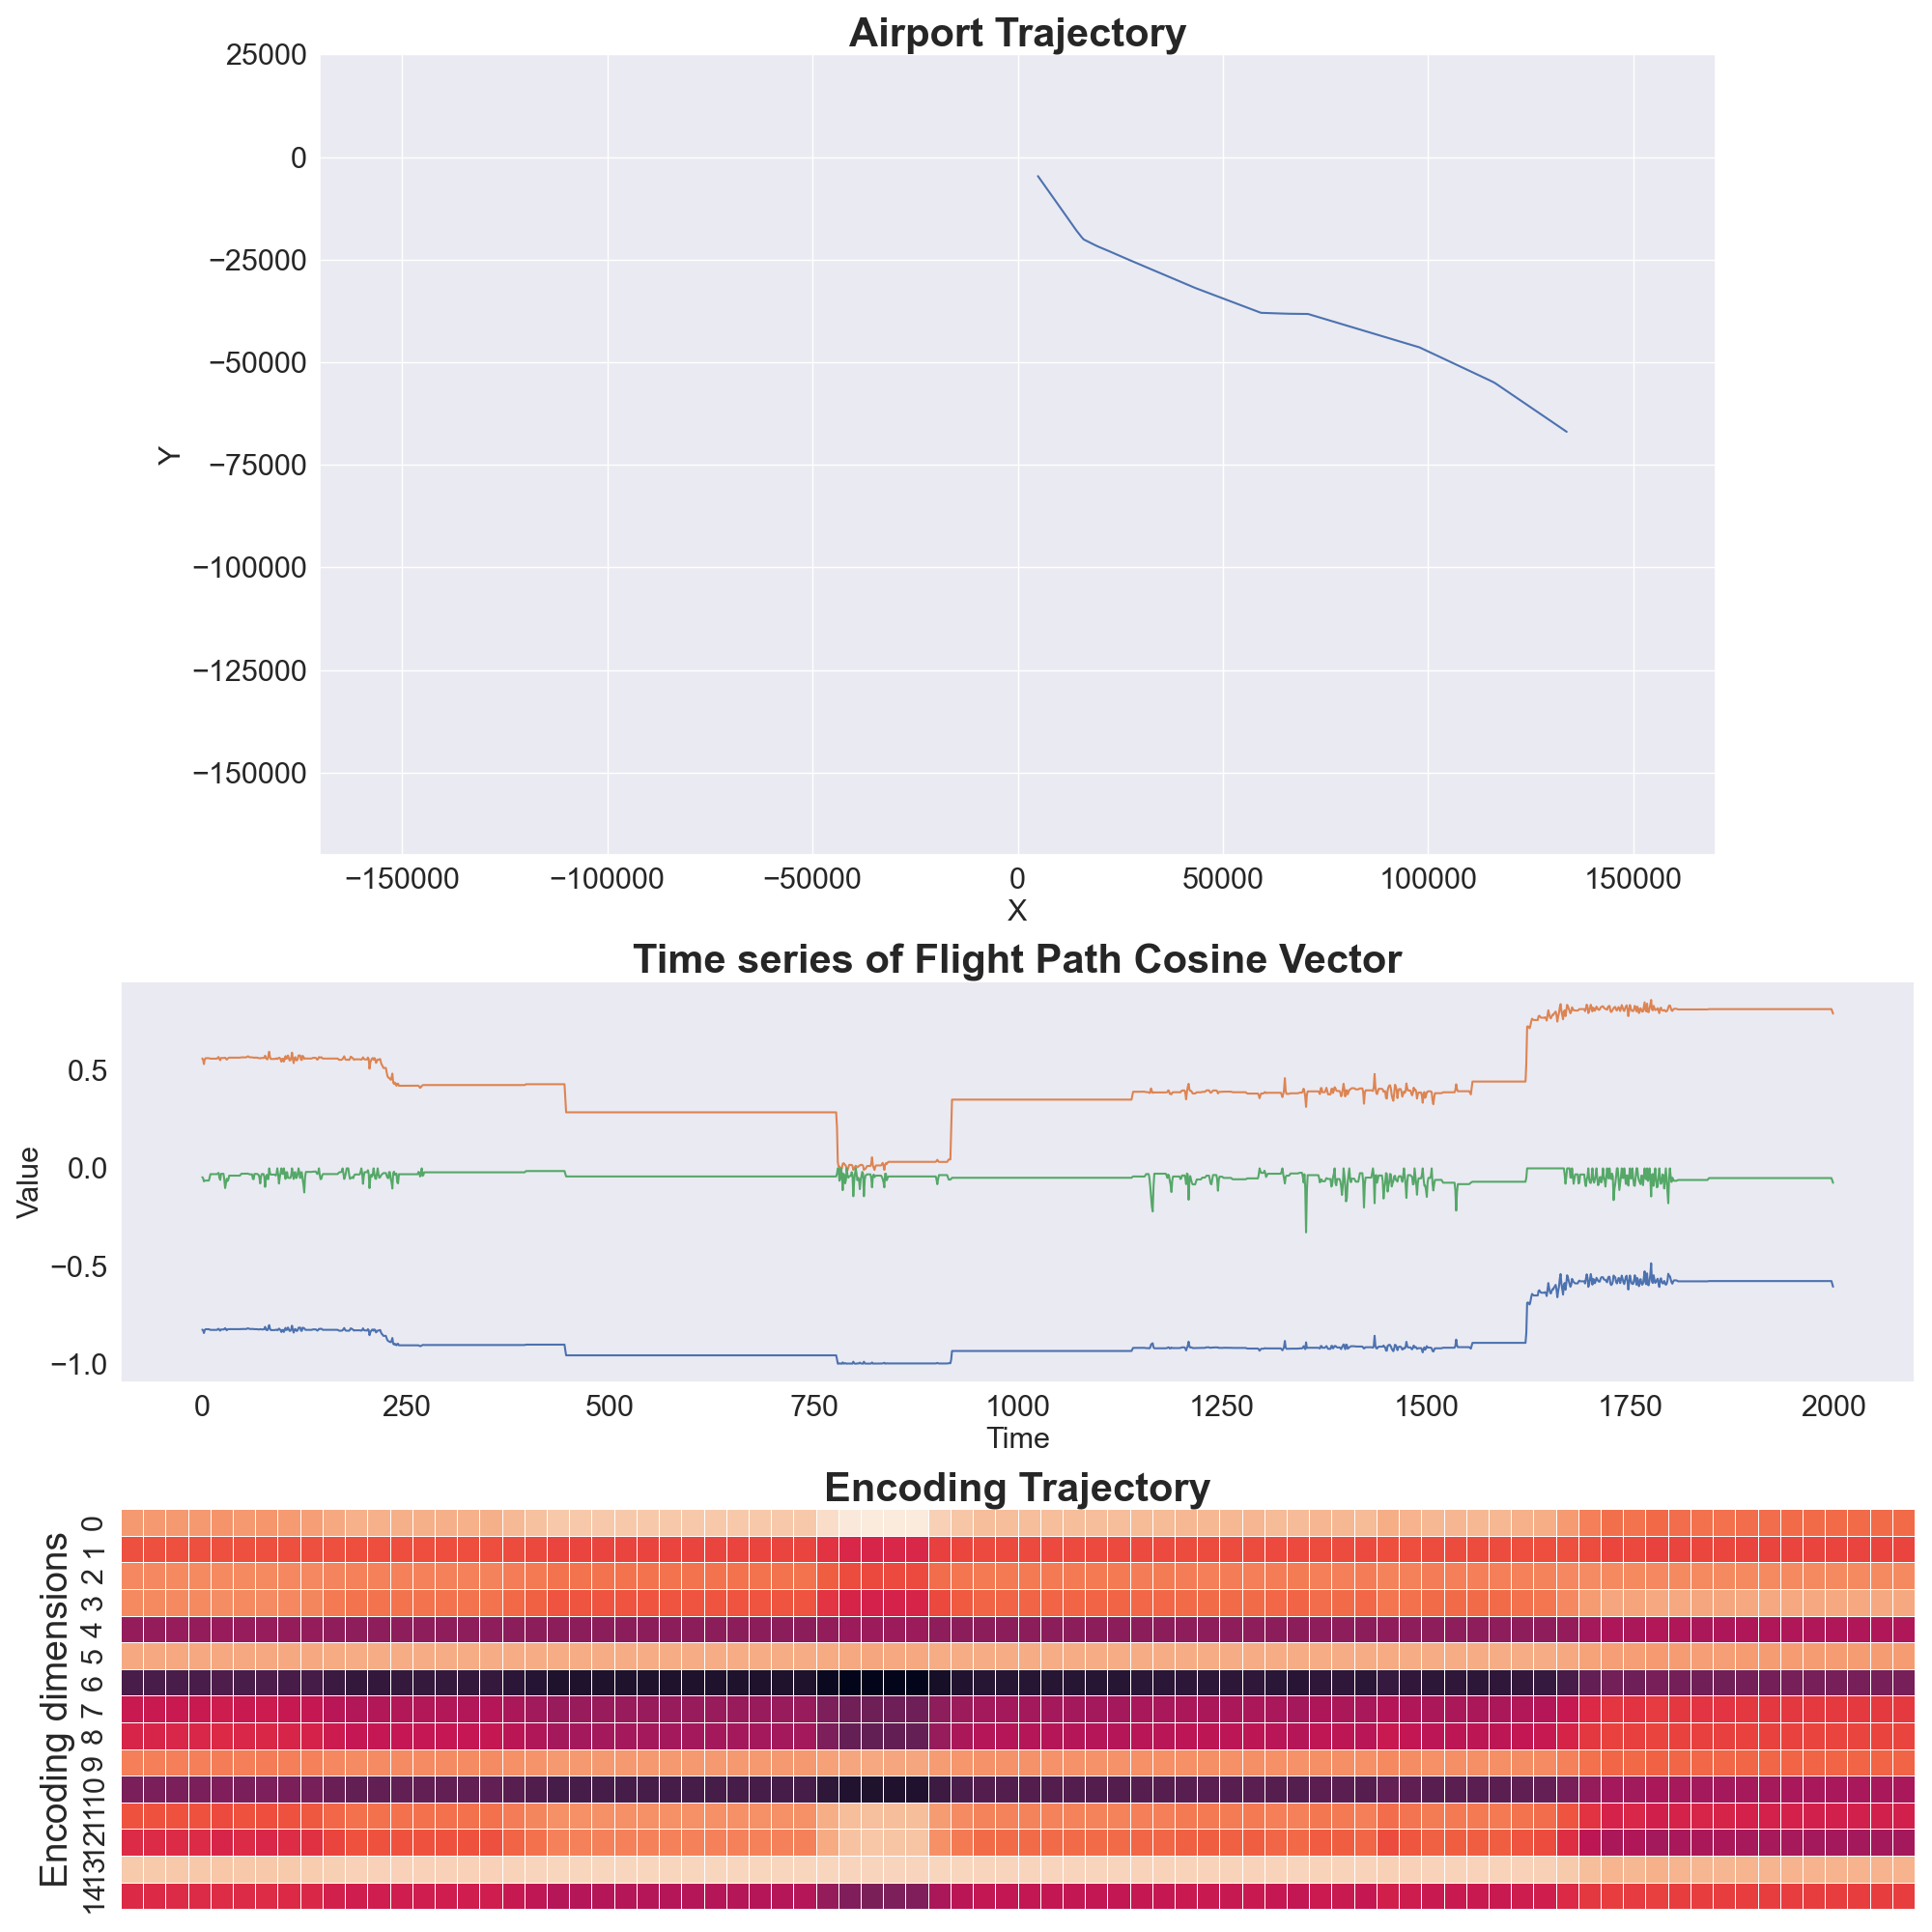 Airport Trajectory
25000
0
−25000
−50000
−75000
−100000
−125000
−150000
Y
−150000 −100000 −50000 0 50000 100000 150000
X
Time series of Flight Path Cosine Vector
0.5
0.0
−0.5
−1.0
Value
0 250 500 750 1000 1250 1500 1750 2000
Time
Encoding Trajectory
Encoding dimensions
0
1
2
3
4
5
6
7
8
9
10
11
12
13
14